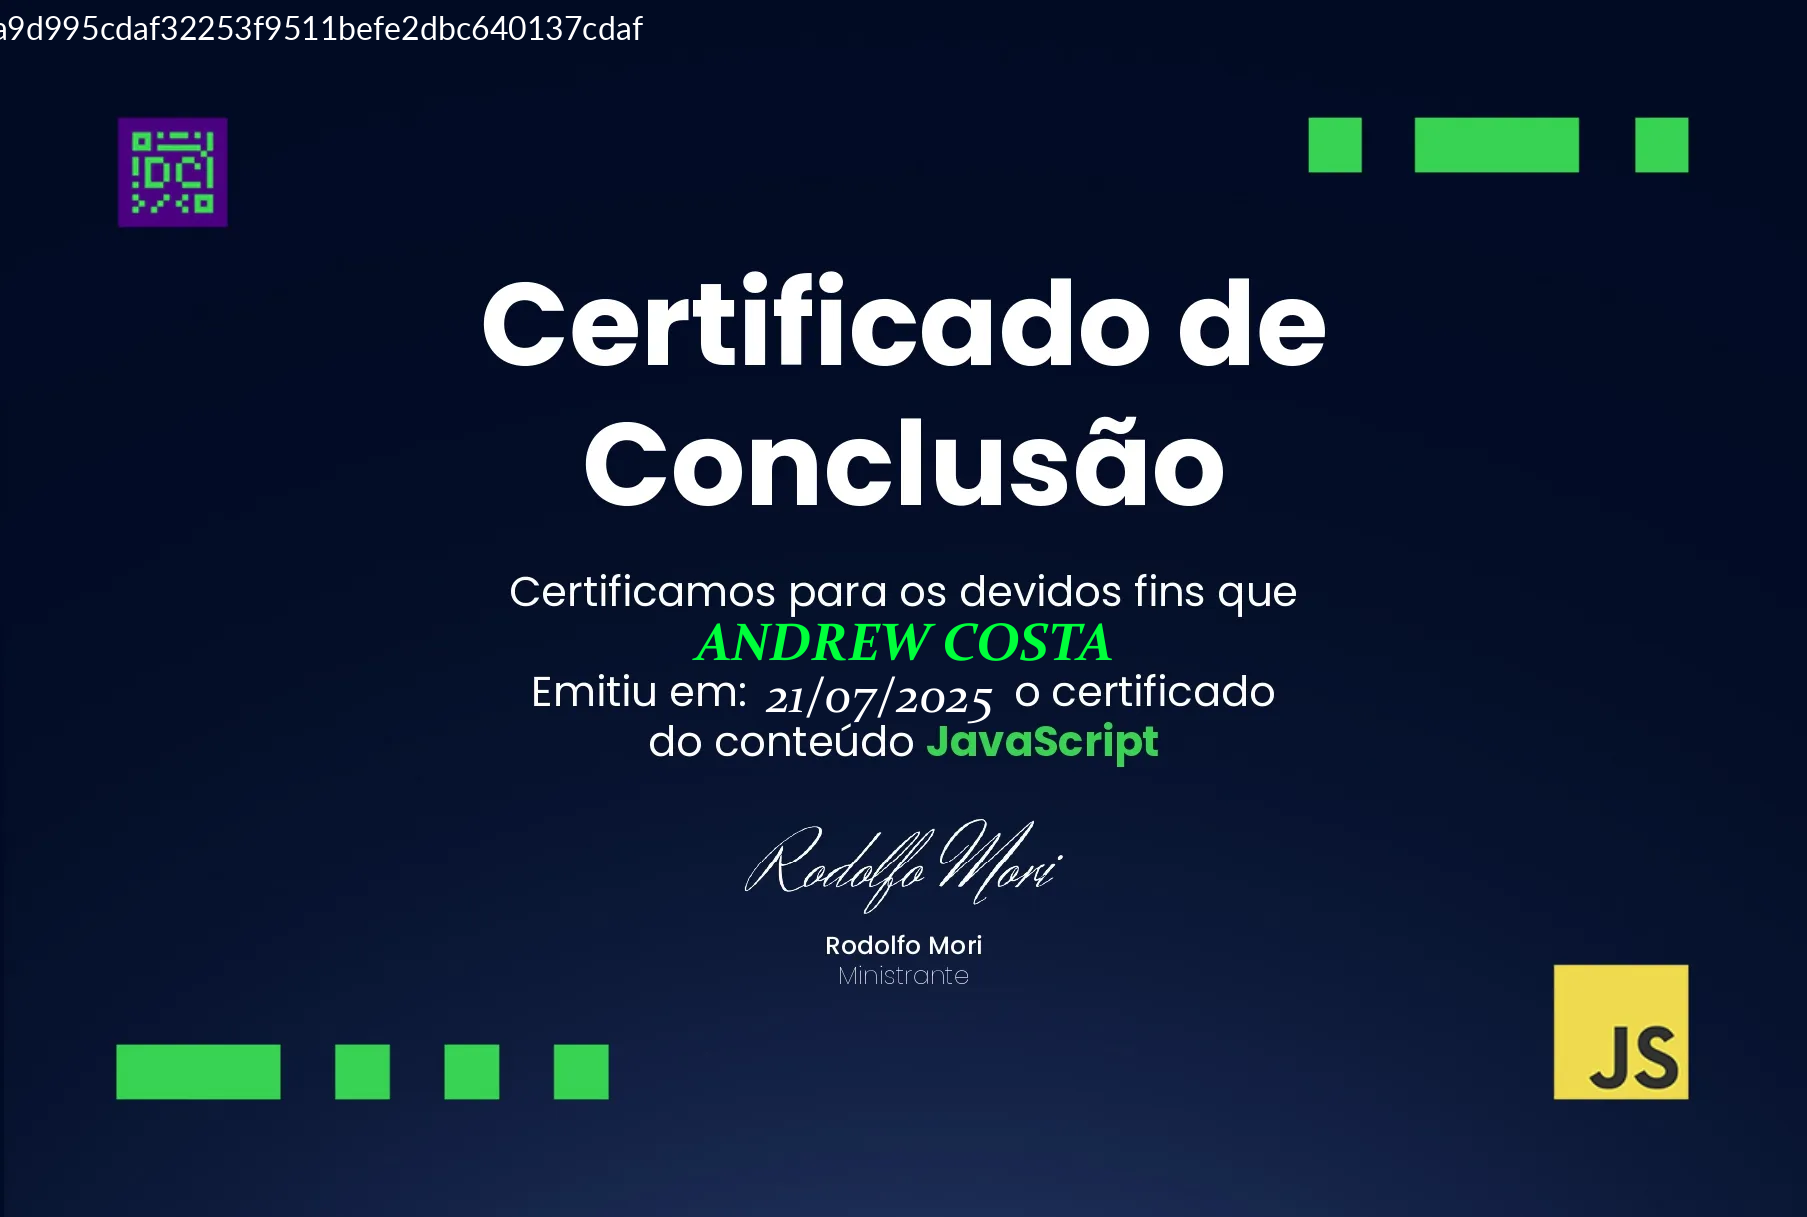 a9d995cdaf32253f9511befe2dbc640137cdaf
DC
Certificado de
Conclusão
Certificamos para os devidos fins que
ANDREW COSTA
Emitiu em: 21/07/2025 o certificado
do conteúdo JavaScript
Rodolfo Mori
Rodolfo Mori
Ministrante
JS